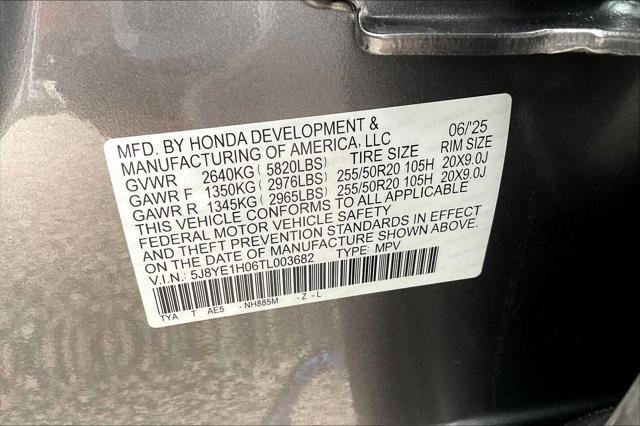 MFD. BY HONDA DEVELOPMENT & 06/'25
MANUFACTURING OF AMERICA, LLC RIM SIZE
GVWR 2640KG ( 5820LBS) TIRE SIZE 20X9.0J
GAWR F 1350KG ( 2976LBS) 255/50R20 105H 20X9.0J
GAWR R 1345KG ( 2965LBS) 255/50R20 105H
THIS VEHICLE CONFORMS TO ALL APPLICABLE
FEDERAL MOTOR VEHICLE SAFETY
AND THEFT PREVENTION STANDARDS IN EFFECT
ON THE DATE OF MANUFACTURE SHOWN ABOVE.
V.I.N.: 5J8YE1H06TL003682 TYPE: MPV
TYA T AE5 - NH885M - Z - L